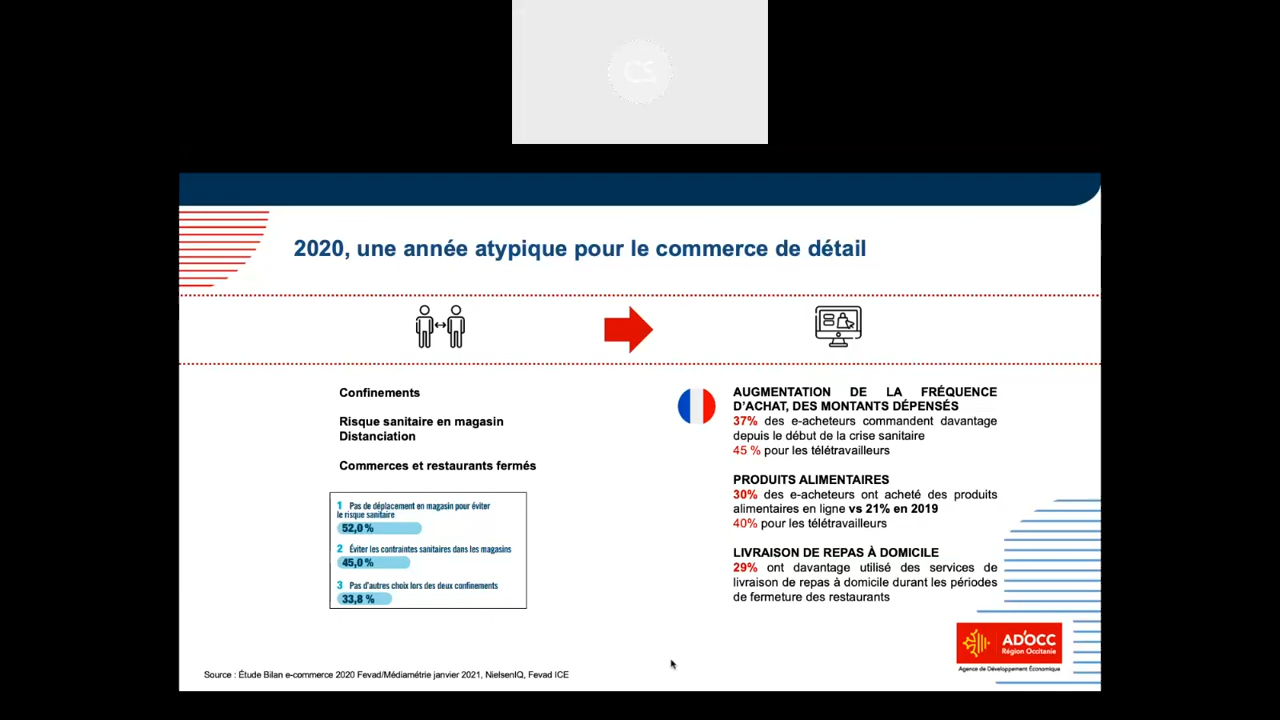 CS
2020, une année atypique pour le commerce de détail
Confinements
Risque sanitaire en magasin
Distanciation
Commerces et restaurants fermés
1 Pas de déplacement en magasin pour éviter
le risque sanitaire
52,0 %
2 Éviter les contraintes sanitaires dans les magasins
45,0 %
3 Pas d'autres choix lors des deux confinements
33,8 %
AUGMENTATION DE LA FRÉQUENCE
D'ACHAT, DES MONTANTS DÉPENSÉS
37% des e-acheteurs commandent davantage
depuis le début de la crise sanitaire
45 % pour les télétravailleurs
PRODUITS ALIMENTAIRES
30% des e-acheteurs ont acheté des produits
alimentaires en ligne vs 21% en 2019
40% pour les télétravailleurs
LIVRAISON DE REPAS À DOMICILE
29% ont davantage utilisé des services de
livraison de repas à domicile durant les périodes
de fermeture des restaurants
AD'OCC
Région Occitanie
Agence de Développement Économique
Source : Étude Bilan e-commerce 2020 Fevad/Médiamétrie janvier 2021, NielsenIQ, Fevad ICE